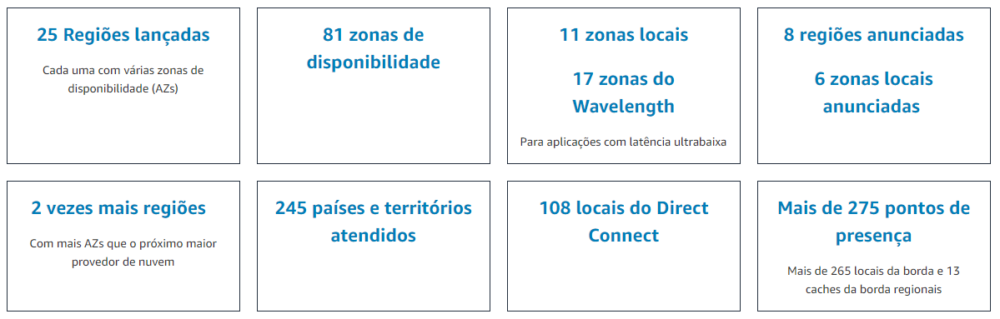 25 Regiões lançadas
Cada uma com várias zonas de
disponibilidade (AZs)
81 zonas de
disponibilidade
11 zonas locais
17 zonas do
Wavelength
Para aplicações com latência ultrabaixa
8 regiões anunciadas
6 zonas locais
anunciadas
2 vezes mais regiões
Com mais AZs que o próximo maior
provedor de nuvem
245 países e territórios
atendidos
108 locais do Direct
Connect
Mais de 275 pontos de
presença
Mais de 265 locais da borda e 13
caches da borda regionais